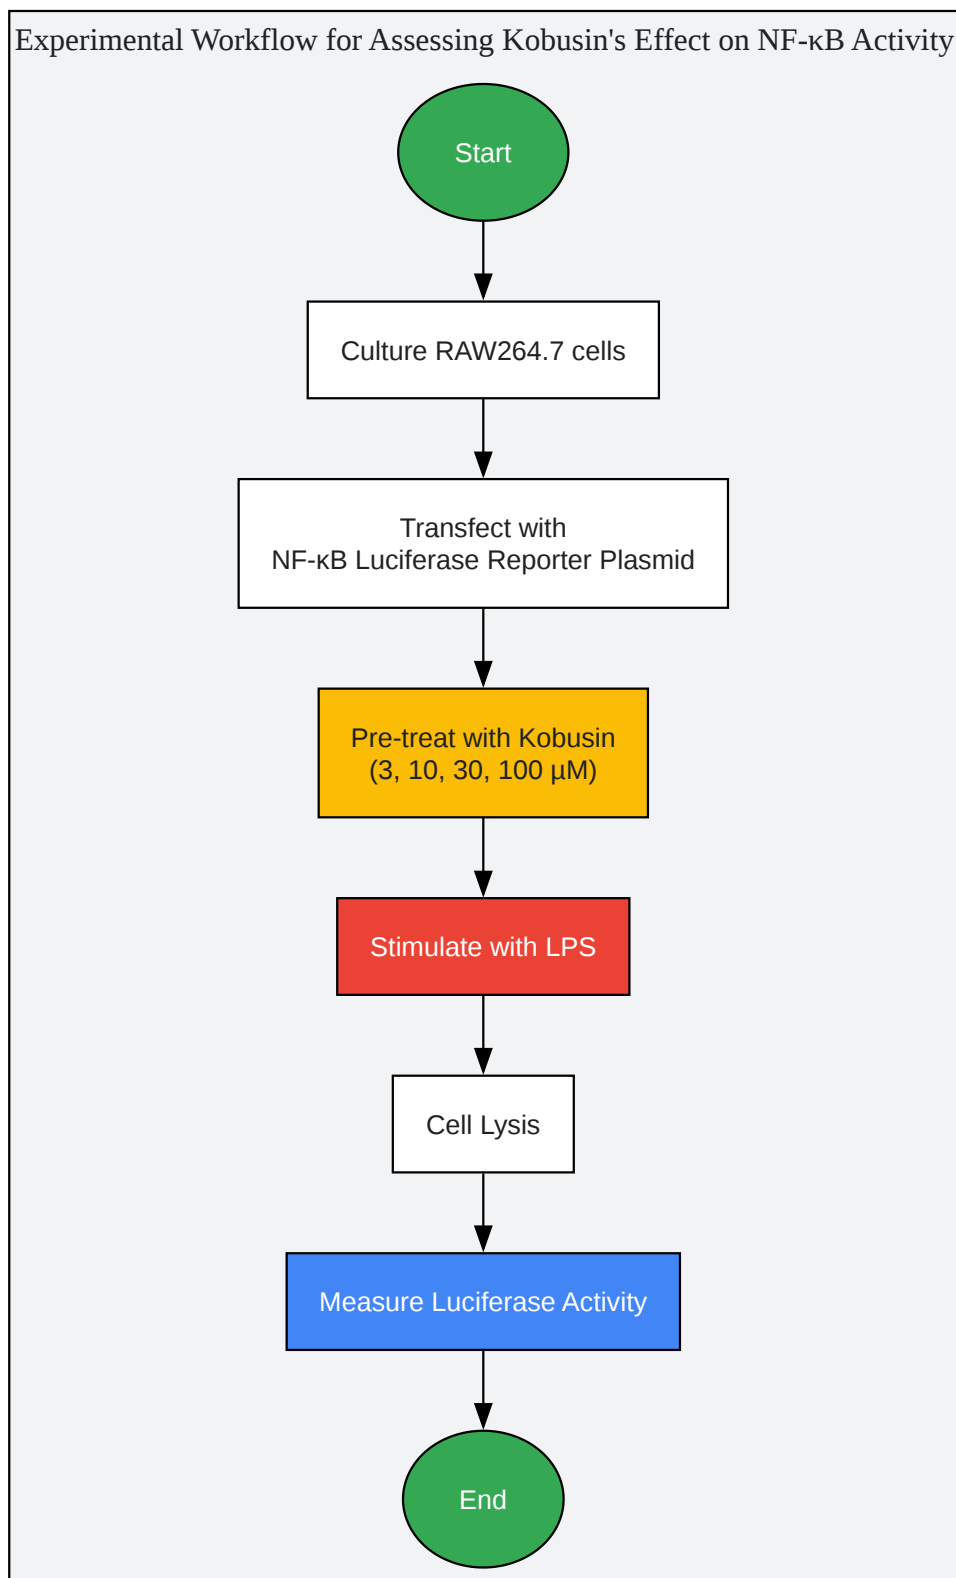 Experimental Workflow for Assessing Kobusin's Effect on NF-κB Activity
Start
Culture RAW264.7 cells
Transfect with
NF-κB Luciferase Reporter Plasmid
Pre-treat with Kobusin
(3, 10, 30, 100 µM)
Stimulate with LPS
Cell Lysis
Measure Luciferase Activity
End